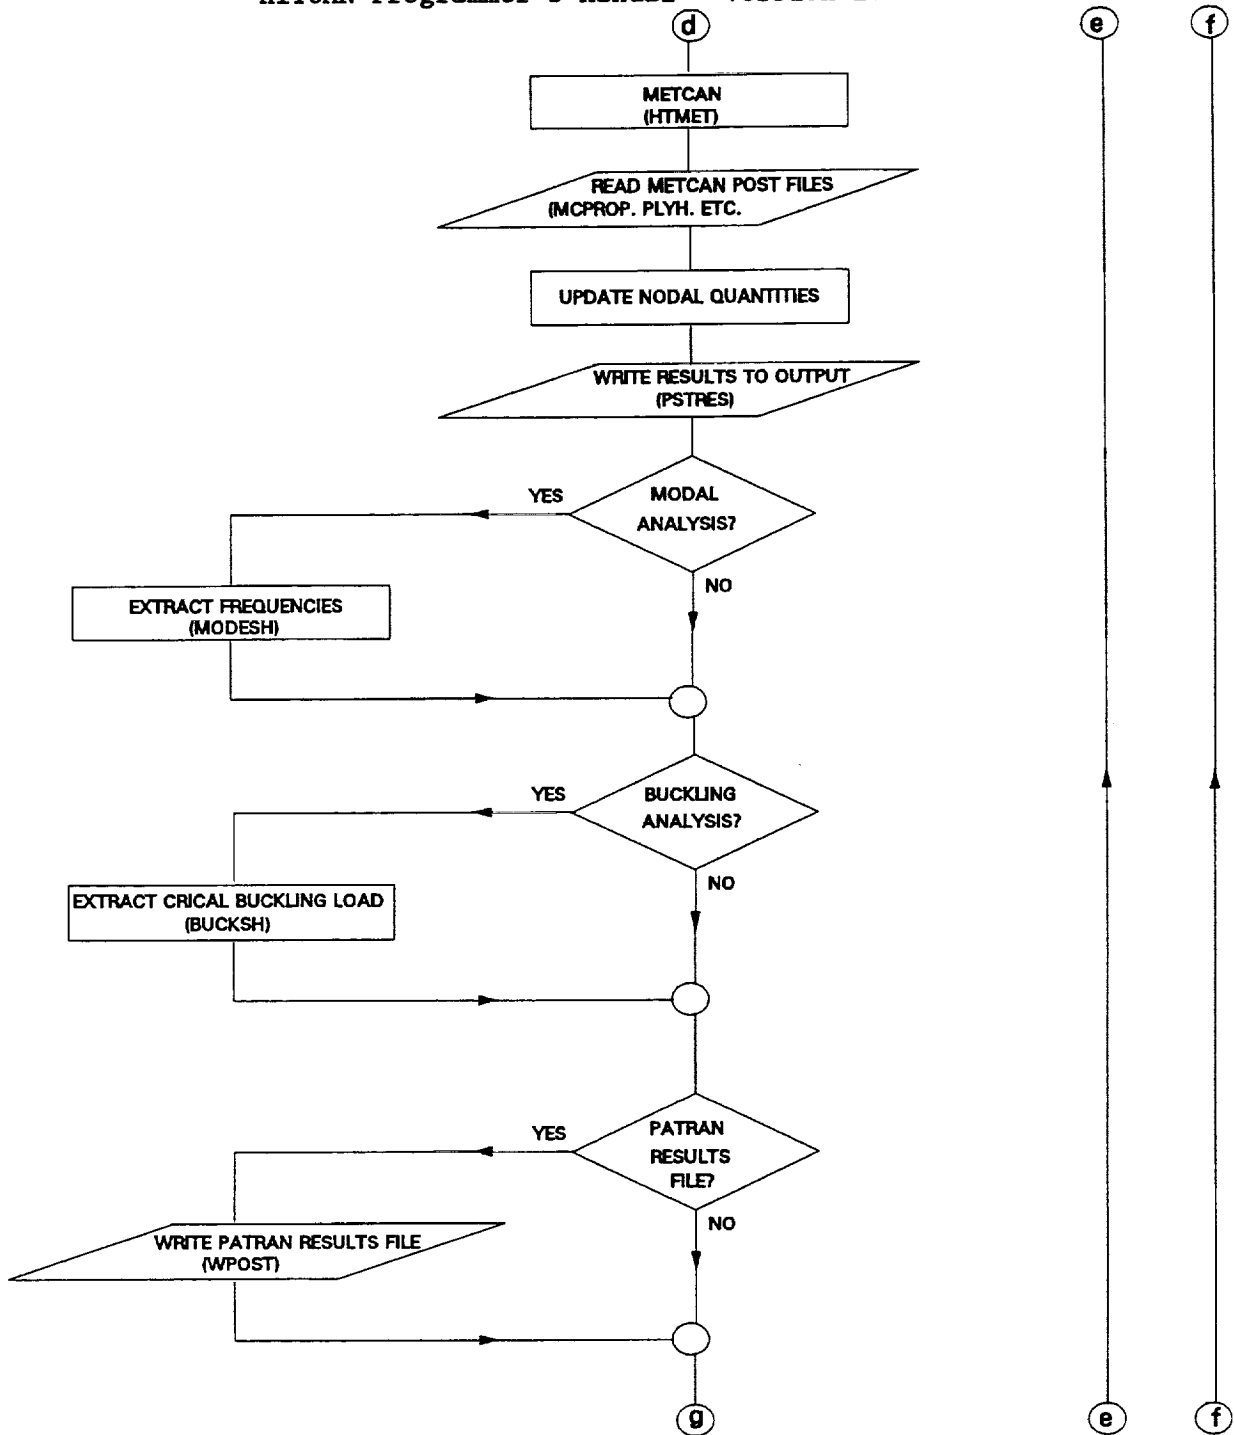 d
e
f
METCAN
(HTMET)
READ METCAN POST FILES
(MCPROP. PLYH. ETC.
UPDATE NODAL QUANTITIES
WRITE RESULTS TO OUTPUT
(PSTRES)
YES
MODAL
ANALYSIS?
NO
EXTRACT FREQUENCIES
(MODESH)
YES
BUCKLING
ANALYSIS?
NO
EXTRACT CRICAL BUCKLING LOAD
(BUCKSH)
YES
PATRAN
RESULTS
FILE?
NO
WRITE PATRAN RESULTS FILE
(WPOST)
g
e
f